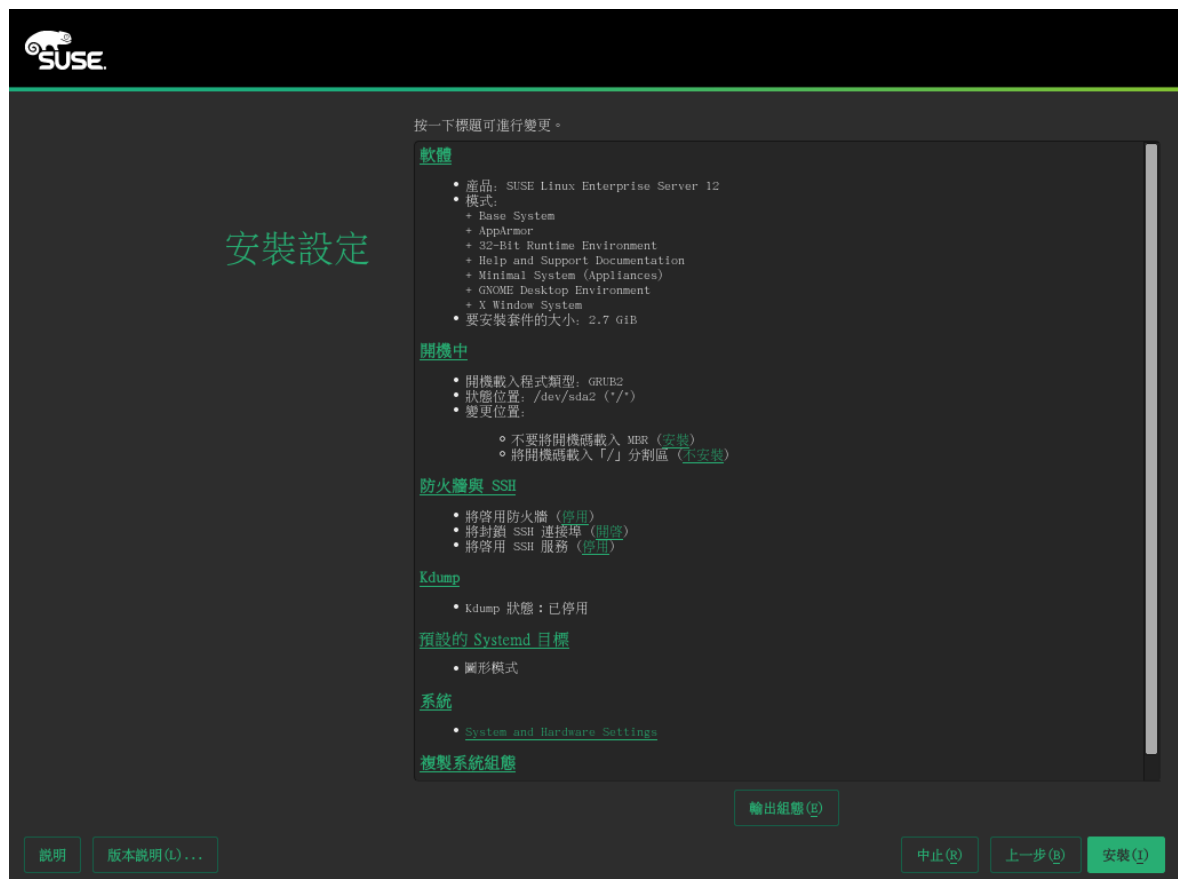 SUSE.
按一下標題可進行變更。
軟體
• 產品: SUSE Linux Enterprise Server 12
• 模式:
+ Base System
+ AppArmor
+ 32-Bit Runtime Environment
+ Help and Support Documentation
+ Minimal System (Appliances)
+ GNOME Desktop Environment
+ X Window System
• 要安裝套件的大小: 2.7 GiB
安裝設定
開機中
• 開機載入程式類型: GRUB2
• 狀態位置: /dev/sda2 ("/")
• 變更位置:
○ 不要將開機碼載入 MBR (安裝)
○ 將開機碼載入「/」分割區 (不安裝)
防火牆與 SSH
• 將啓用防火牆 (停用)
• 將封鎖 SSH 連接埠 (開啓)
• 將啓用 SSH 服務 (停用)
Kdump
• Kdump 狀態：已停用
預設的 Systemd 目標
• 圖形模式
系統
• System and Hardware Settings
複製系統組態
輸出組態(E)
說明 版本說明(L)... 中止(R) 上一步(B) 安裝(I)